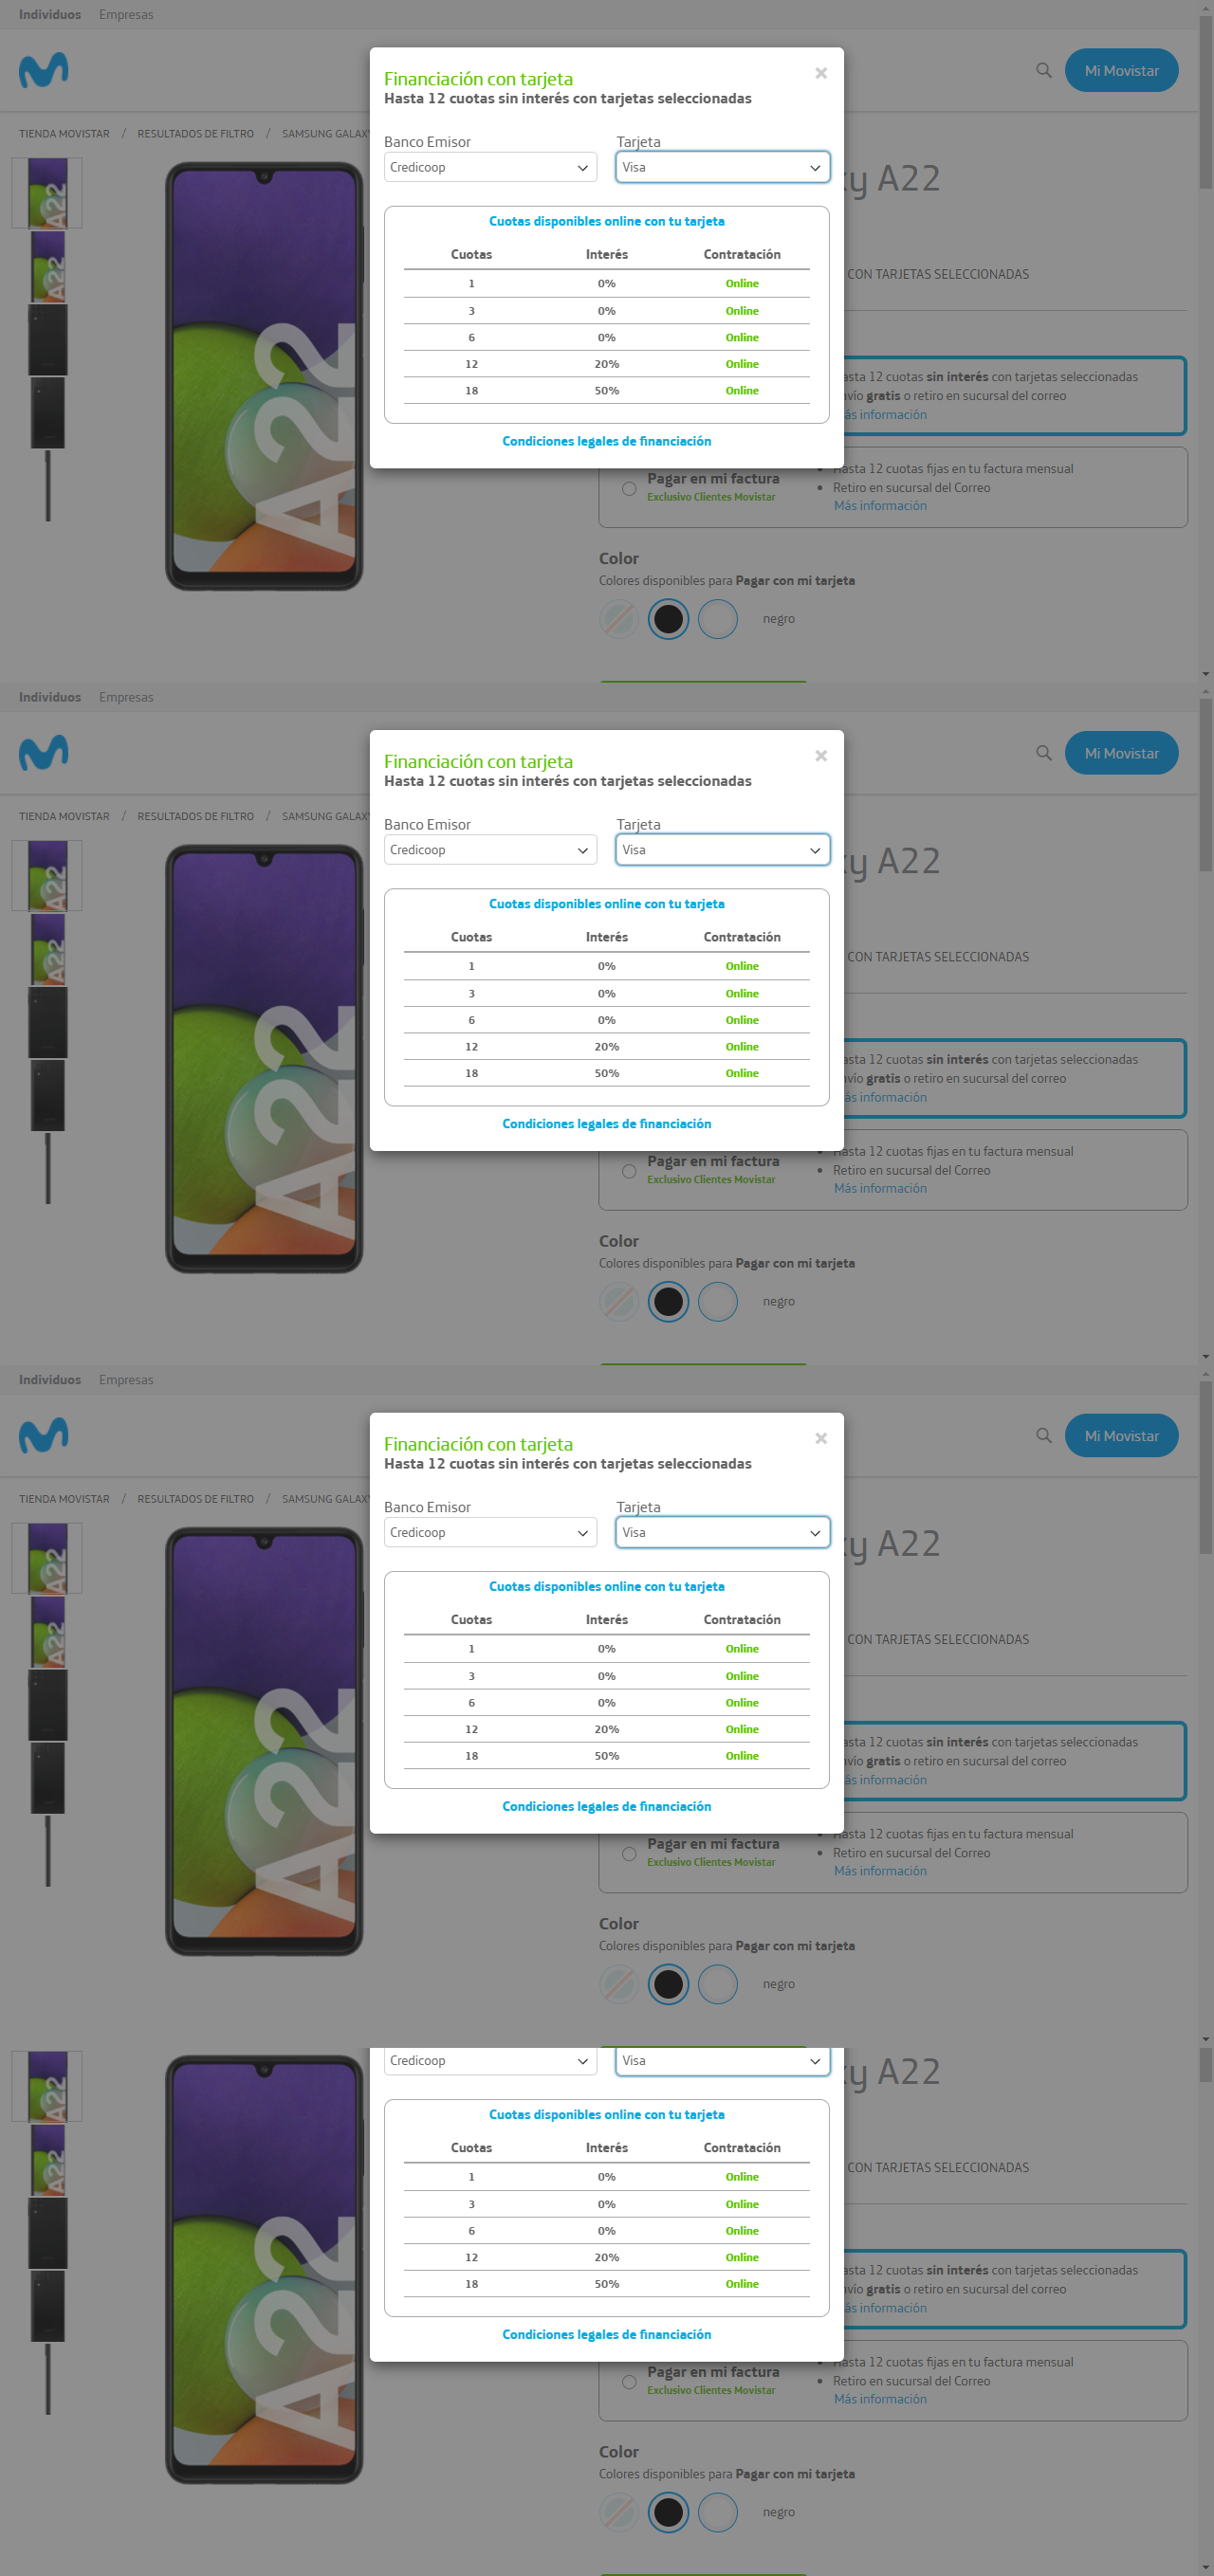 Individuos Empresas
Mi Movistar
TIENDA MOVISTAR / RESULTADOS DE FILTRO / SAMSUNG GALAXY
Financiación con tarjeta
Hasta 12 cuotas sin interés con tarjetas seleccionadas
Banco Emisor Tarjeta
Credicoop Visa
A22
Cuotas disponibles online con tu tarjeta
Cuotas Interés Contratación
1 0% Online
3 0% Online
6 0% Online
12 20% Online
18 50% Online
Condiciones legales de financiación
CON TARJETAS SELECCIONADAS
12 cuotas sin interés con tarjetas seleccionadas
gratis o retiro en sucursal del correo
información
Pagar en mi factura
Exclusivo Clientes Movistar
Hasta 12 cuotas fijas en tu factura mensual
Retiro en sucursal del Correo
Más información
A22
Color
Colores disponibles para Pagar con mi tarjeta
negro
Individuos Empresas
Mi Movistar
TIENDA MOVISTAR / RESULTADOS DE FILTRO / SAMSUNG GALAXY
Financiación con tarjeta
Hasta 12 cuotas sin interés con tarjetas seleccionadas
Banco Emisor Tarjeta
Credicoop Visa
A22
Cuotas disponibles online con tu tarjeta
Cuotas Interés Contratación
1 0% Online
3 0% Online
6 0% Online
12 20% Online
18 50% Online
Condiciones legales de financiación
CON TARJETAS SELECCIONADAS
12 cuotas sin interés con tarjetas seleccionadas
gratis o retiro en sucursal del correo
información
Pagar en mi factura
Exclusivo Clientes Movistar
Hasta 12 cuotas fijas en tu factura mensual
Retiro en sucursal del Correo
Más información
A22
Color
Colores disponibles para Pagar con mi tarjeta
negro
Individuos Empresas
Mi Movistar
TIENDA MOVISTAR / RESULTADOS DE FILTRO / SAMSUNG GALAXY
Financiación con tarjeta
Hasta 12 cuotas sin interés con tarjetas seleccionadas
Banco Emisor Tarjeta
Credicoop Visa
A22
Cuotas disponibles online con tu tarjeta
Cuotas Interés Contratación
1 0% Online
3 0% Online
6 0% Online
12 20% Online
18 50% Online
Condiciones legales de financiación
CON TARJETAS SELECCIONADAS
12 cuotas sin interés con tarjetas seleccionadas
gratis o retiro en sucursal del correo
información
Pagar en mi factura
Exclusivo Clientes Movistar
Hasta 12 cuotas fijas en tu factura mensual
Retiro en sucursal del Correo
Más información
A22
Color
Colores disponibles para Pagar con mi tarjeta
negro
Credicoop Visa
A22
Cuotas disponibles online con tu tarjeta
Cuotas Interés Contratación
1 0% Online
3 0% Online
6 0% Online
12 20% Online
18 50% Online
Condiciones legales de financiación
CON TARJETAS SELECCIONADAS
12 cuotas sin interés con tarjetas seleccionadas
gratis o retiro en sucursal del correo
información
Pagar en mi factura
Exclusivo Clientes Movistar
Hasta 12 cuotas fijas en tu factura mensual
Retiro en sucursal del Correo
Más información
A22
Color
Colores disponibles para Pagar con mi tarjeta
negro